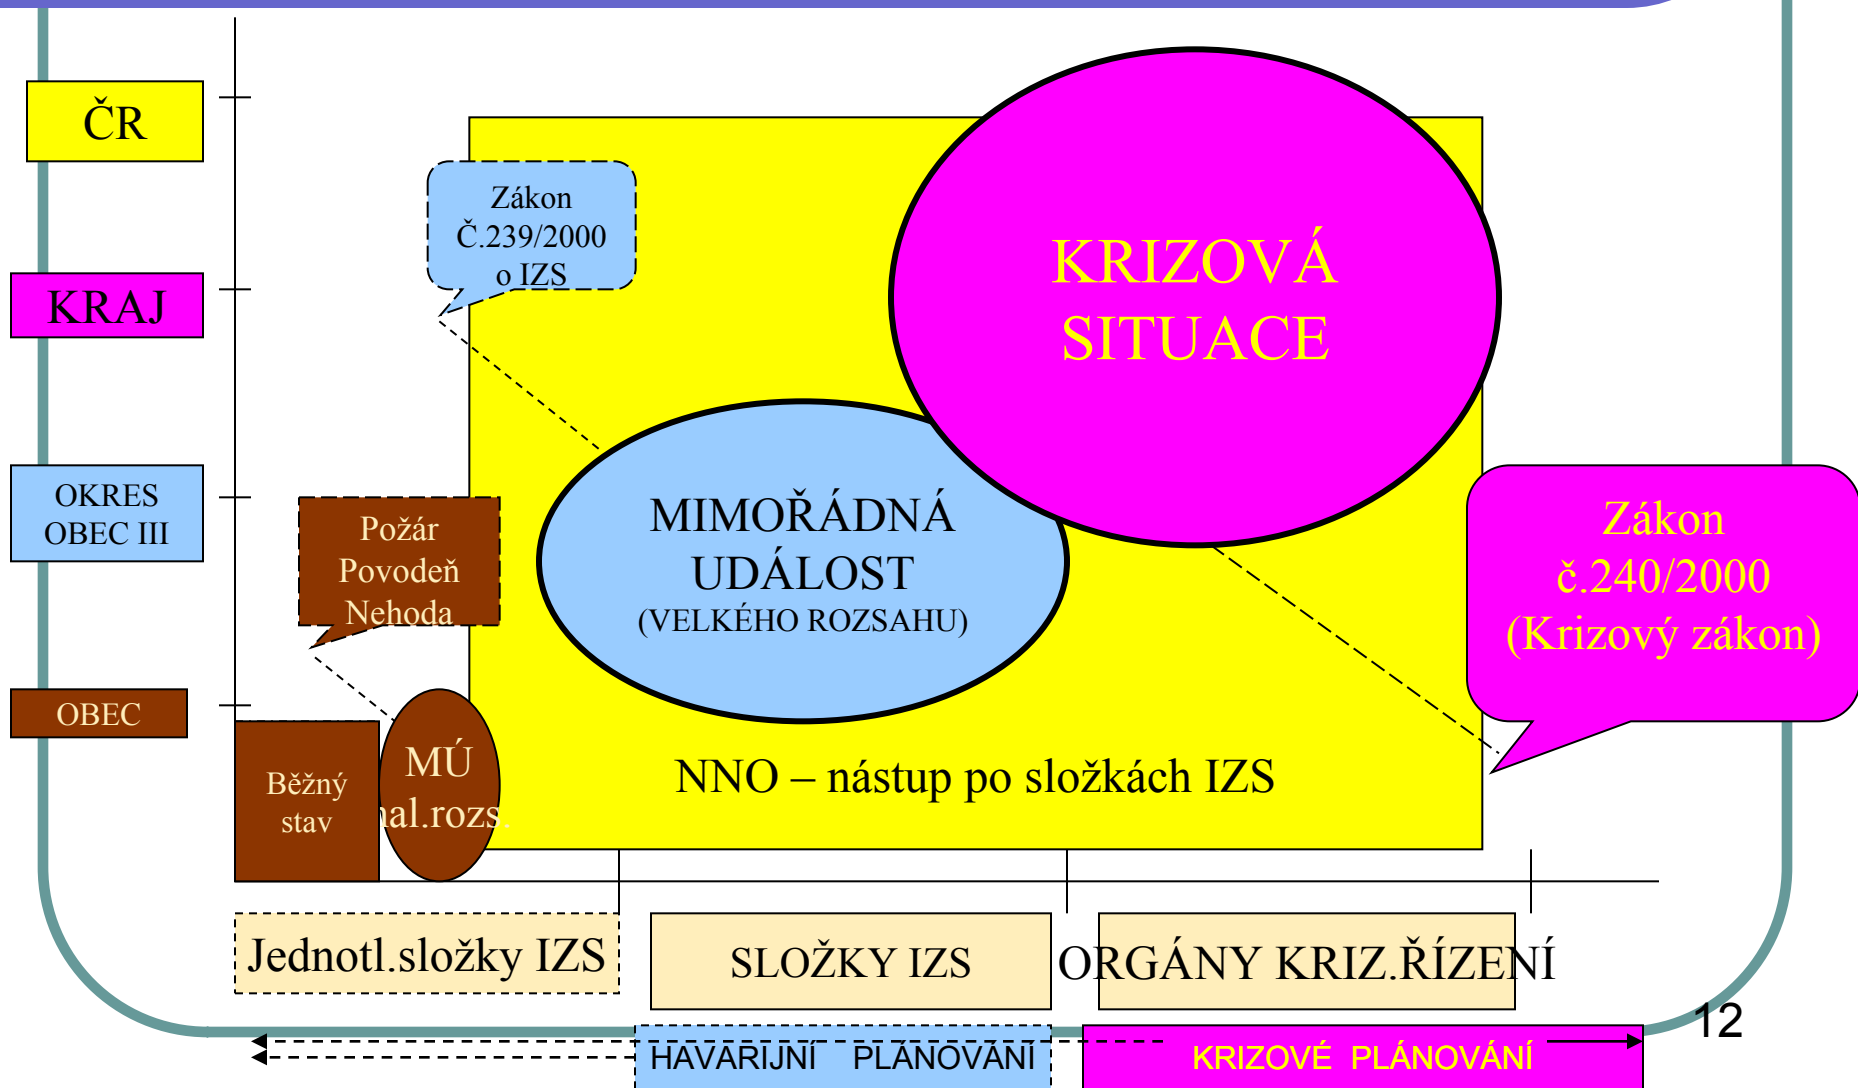 ČR
KRAJ
OKRES
OBEC III
OBEC
Zákon
Č.239/2000
o IZS
KRIZOVÁ
SITUACE
Požár
Povodeň
Nehoda
MIMOŘÁDNÁ
UDÁLOST
(VELKÉHO ROZSAHU)
Zákon
č.240/2000
(Krizový zákon)
Běžný
stav
MÚ
mal.rozs.
NNO – nástup po složkách IZS
Jednotl.složky IZS
SLOŽKY IZS
ORGÁNY KRIZ.ŘÍZENÍ
HAVARIJNÍ PLÁNOVÁNÍ
KRIZOVÉ PLÁNOVÁNÍ
12